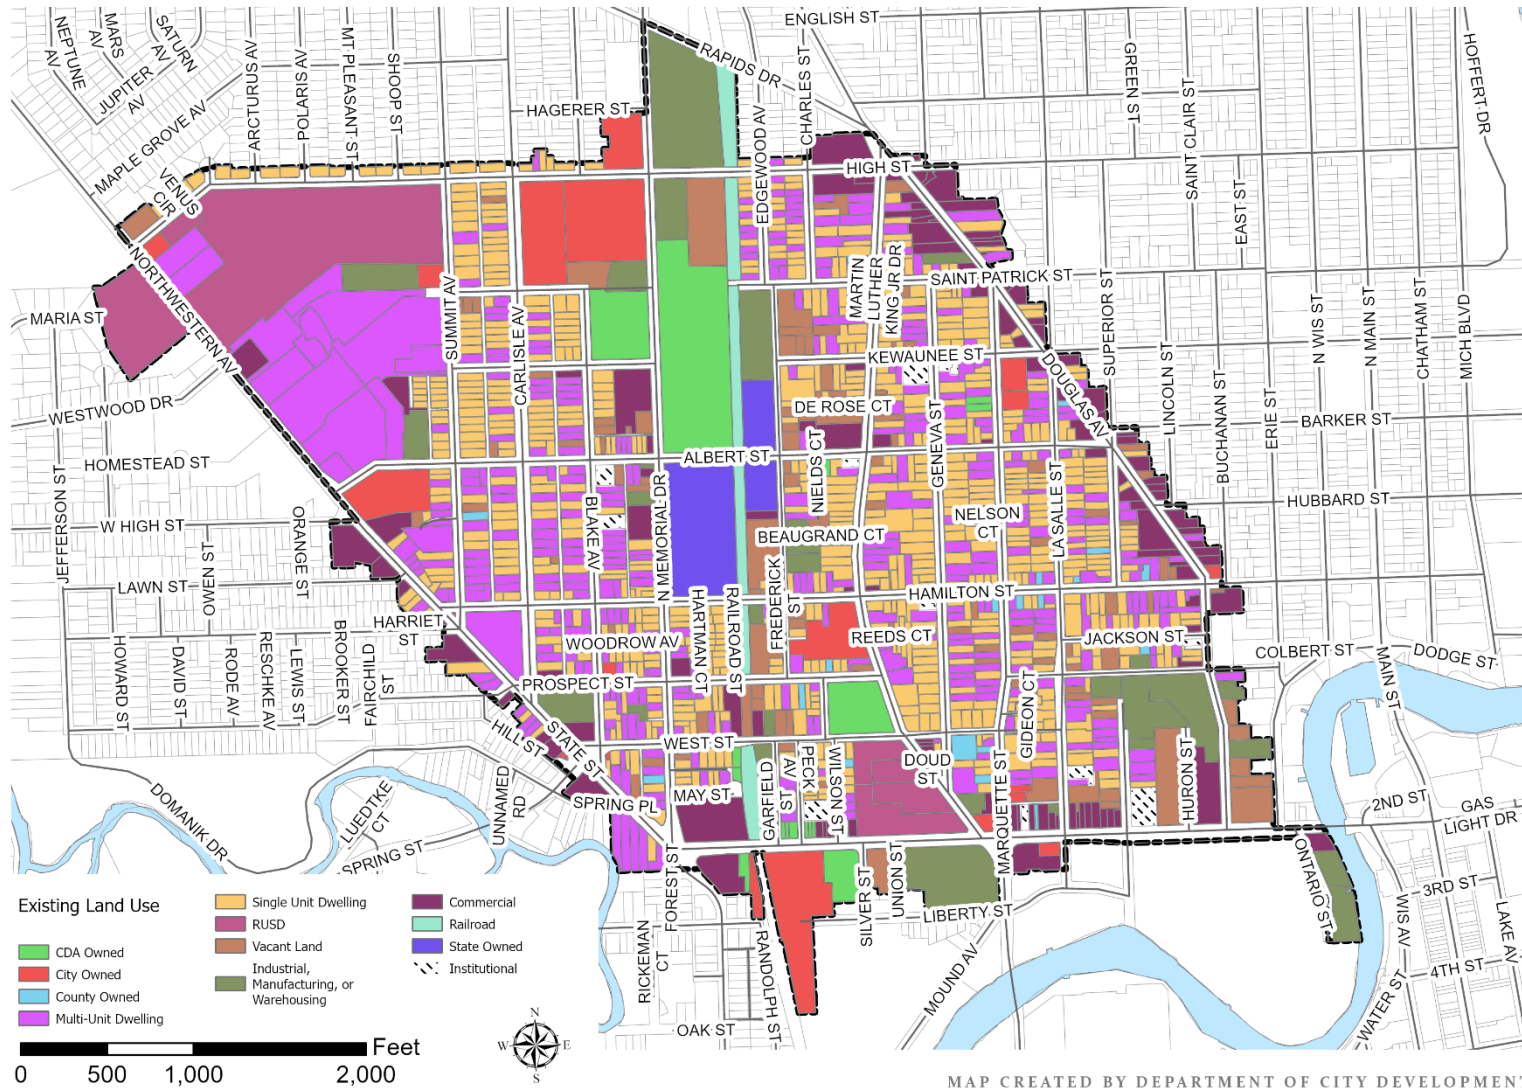 ENGLISH ST
RAPIDS DR
NEPTUNE
AV
MARS
AV
SATURN
AV
JUPITER
AV
MAPLE GROVE AV
ARCTURUS AV
POLARIS AV
MT PLEASANT ST
SHOOP ST
HAGERER ST
EDGEWOOD AV
CHARLES ST
GREEN ST
SAINT CLAIR ST
EAST ST
HOFFERT DR
HIGH ST
VENUS
CIR
NORTHWESTERN AV
MARIA ST
WESTWOOD DR
HOMESTEAD ST
JEFFERSON ST
W HIGH ST
OMEN ST
ORANGE ST
LAWN ST
SUMMIT AV
CARLISLE AV
MARTIN
LUTHER
KING JR DR
SAINT PATRICK ST
SUPERIOR ST
KEWAUNEE ST
DOUGLAS AV
LINCOLN ST
BUCHANAN ST
ERIE ST
N WIS ST
N MAIN ST
CHATHAM ST
MICH BLVD
BARKER ST
HUBBARD ST
DE ROSE CT
NIELDS CT
GENEVA ST
ALBERT ST
BLAKE AV
N MEMORIAL DR
BEAUGRAND CT
NELSON
CT
LA SALLE ST
HAMILTON ST
FREDERICK
ST
HARTMAN CT
RAILROAD ST
WOODROW AV
REEDS CT
JACKSON ST
HARRIET
ST
HOWARD ST
DAVID ST
RODE AV
RESCHKE AV
LEWIS ST
BROOKER ST
FAIRCHILD
ST
PROSPECT ST
COLBERT ST
MAIN ST
DODGE ST
GIDEON CT
HILL ST
STATE ST
WEST ST
MAY ST
SPRING PL
GARFIELD
ST
PECK
AV
WILSON ST
DOUD
ST
MARQUETTE ST
HURON ST
2ND ST
GAS
LIGHT DR
DOMANIK DR
LUEDTKE
CT
UNNAMED
RD
SPRING ST
FOREST ST
RICKEMAN
CT
RANDOLPH ST
OAK ST
SILVER ST
UNION ST
LIBERTY ST
MOUND AV
ONTARIO ST
3RD ST
WIS AV
LAKE AV
4TH ST
WATER ST
Existing Land Use
CDA Owned
City Owned
County Owned
Multi-Unit Dwelling
Single Unit Dwelling
RUSD
Vacant Land
Industrial,
Manufacturing, or
Warehousing
Commercial
Railroad
State Owned
Institutional
0 500 1,000 2,000 Feet
N
W E
S
MAP CREATED BY DEPARTMENT OF CITY DEVELOPMENT